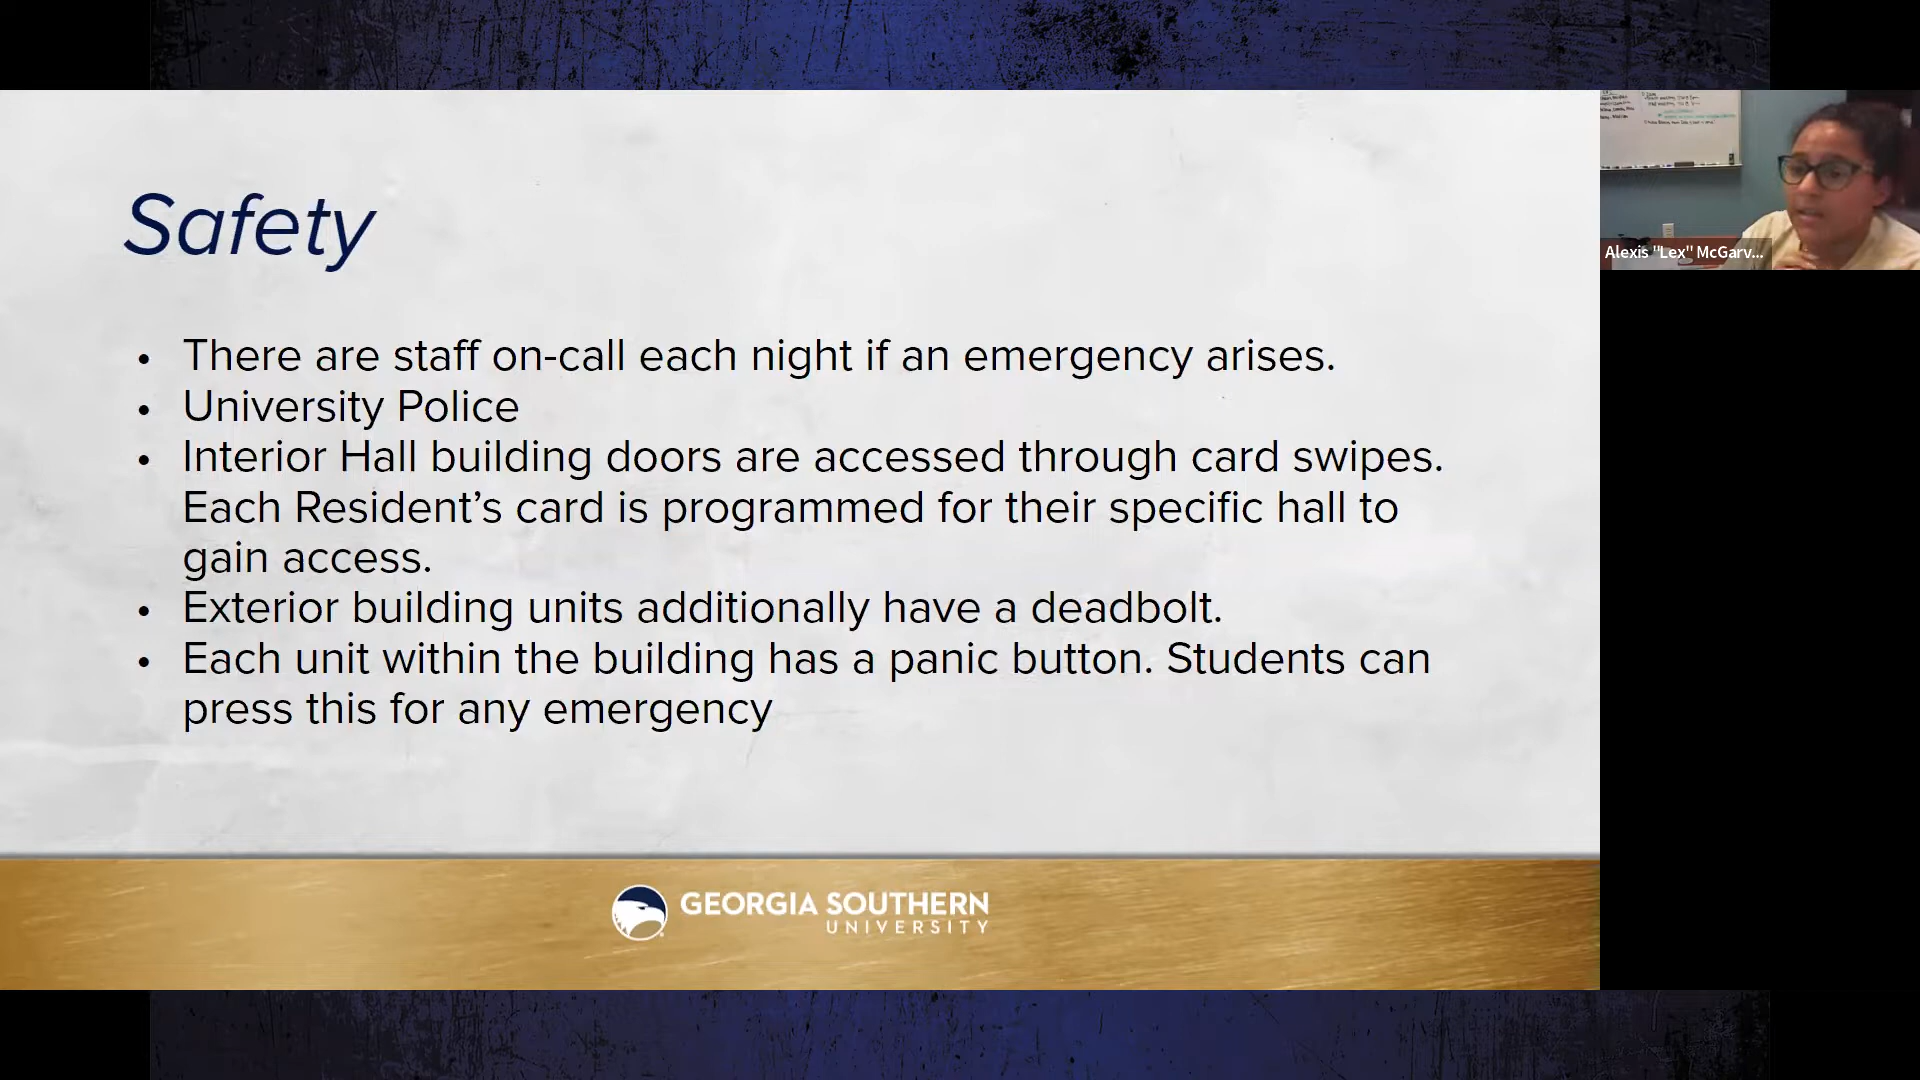 Safety
• There are staff on-call each night if an emergency arises.
• University Police
• Interior Hall building doors are accessed through card swipes.
Each Resident’s card is programmed for their specific hall to
gain access.
• Exterior building units additionally have a deadbolt.
• Each unit within the building has a panic button. Students can
press this for any emergency
GEORGIA SOUTHERN
UNIVERSITY
Alexis "Lex" McGarv...